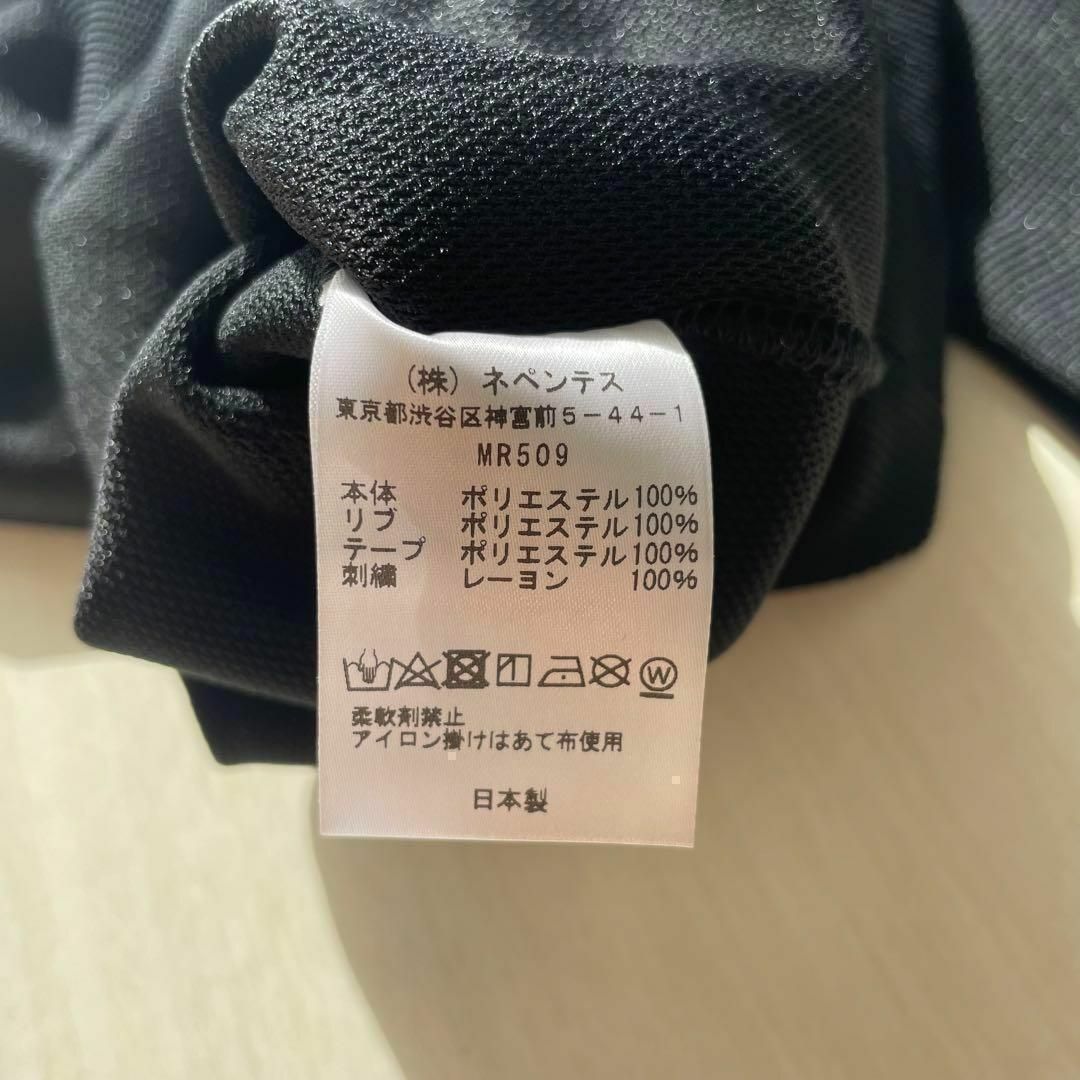 （株）ネペンテス
東京都渋谷区神宮前5-44-1
MR509
本体 ポリエステル100%
リブ ポリエステル100%
テープ ポリエステル100%
刺繍 レーヨン 100%
W
柔軟剤禁止
アイロン掛けはあて布使用
日本製